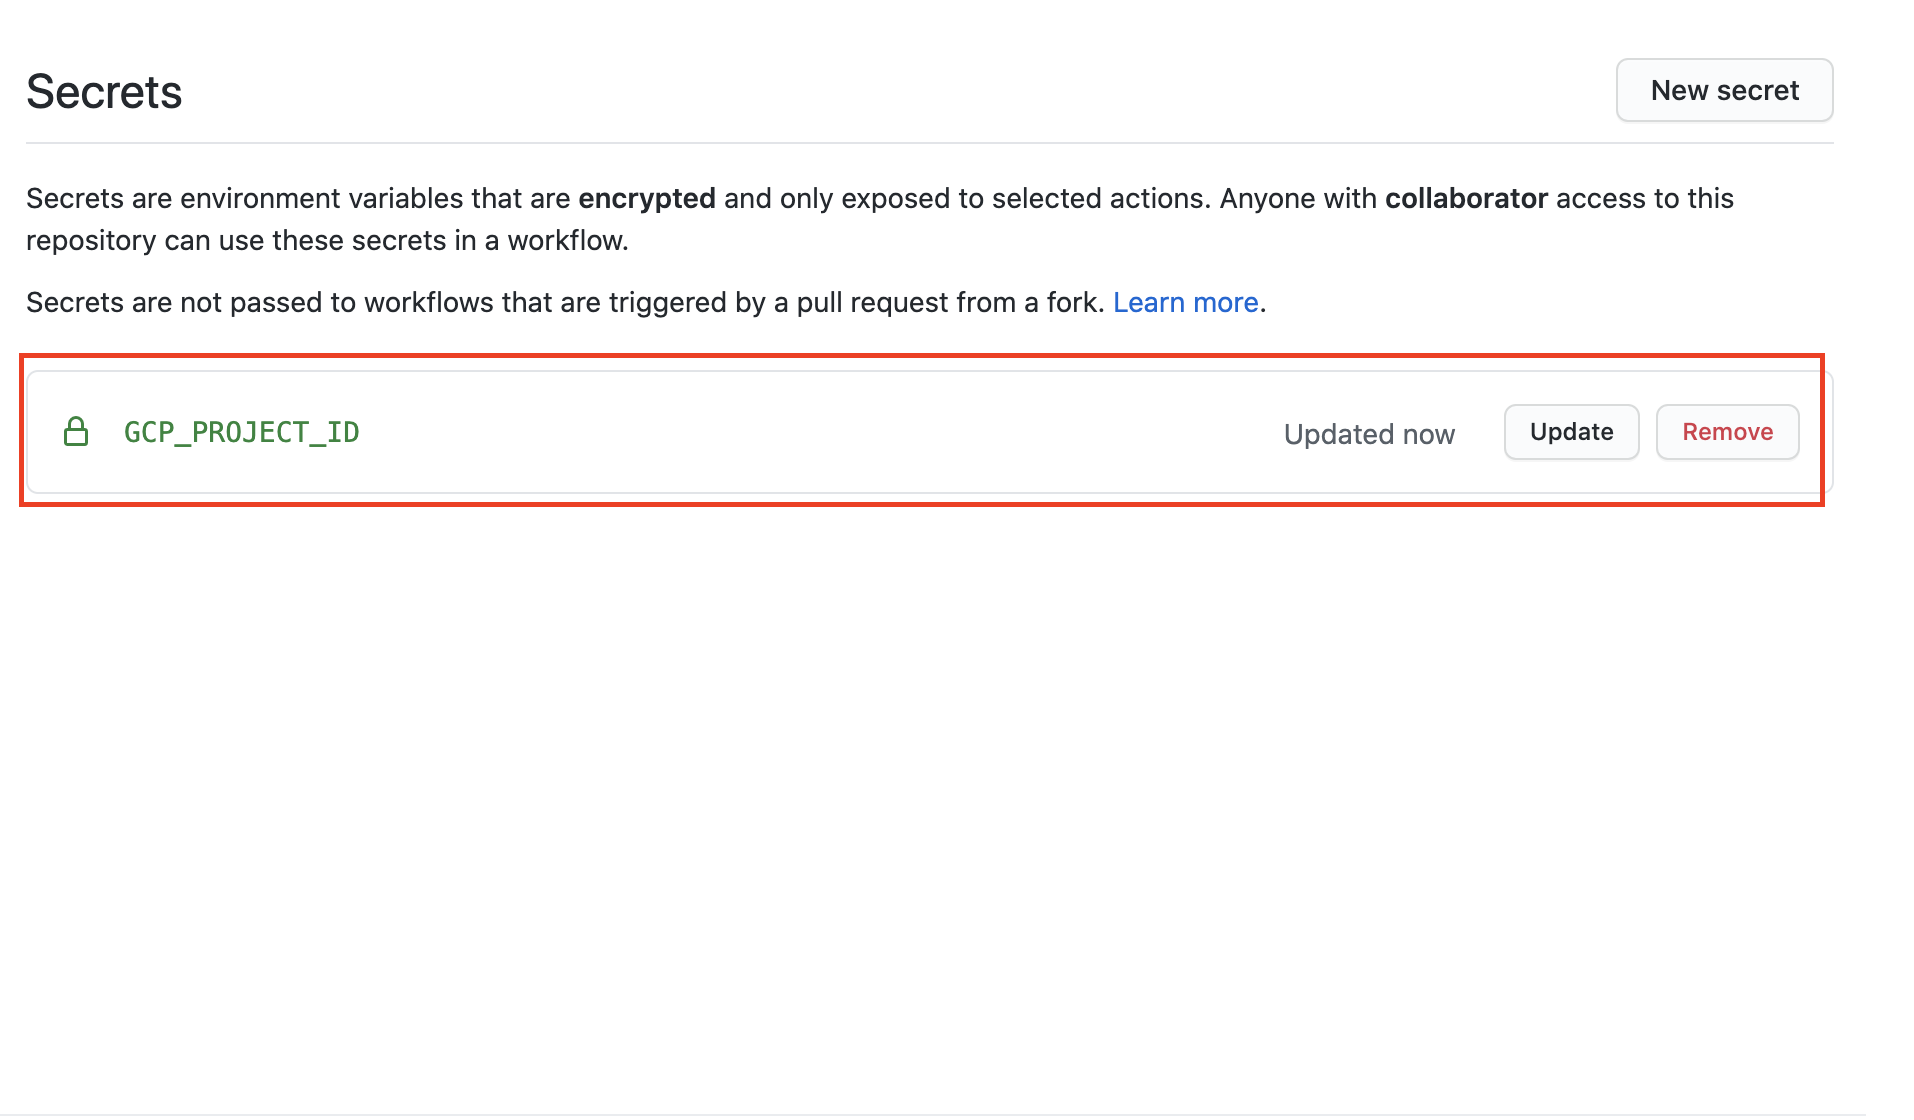 Secrets
New secret
Secrets are environment variables that are encrypted and only exposed to selected actions. Anyone with collaborator access to this
repository can use these secrets in a workflow.
Secrets are not passed to workflows that are triggered by a pull request from a fork. Learn more.
GCP_PROJECT_ID
Updated now
Update
Remove